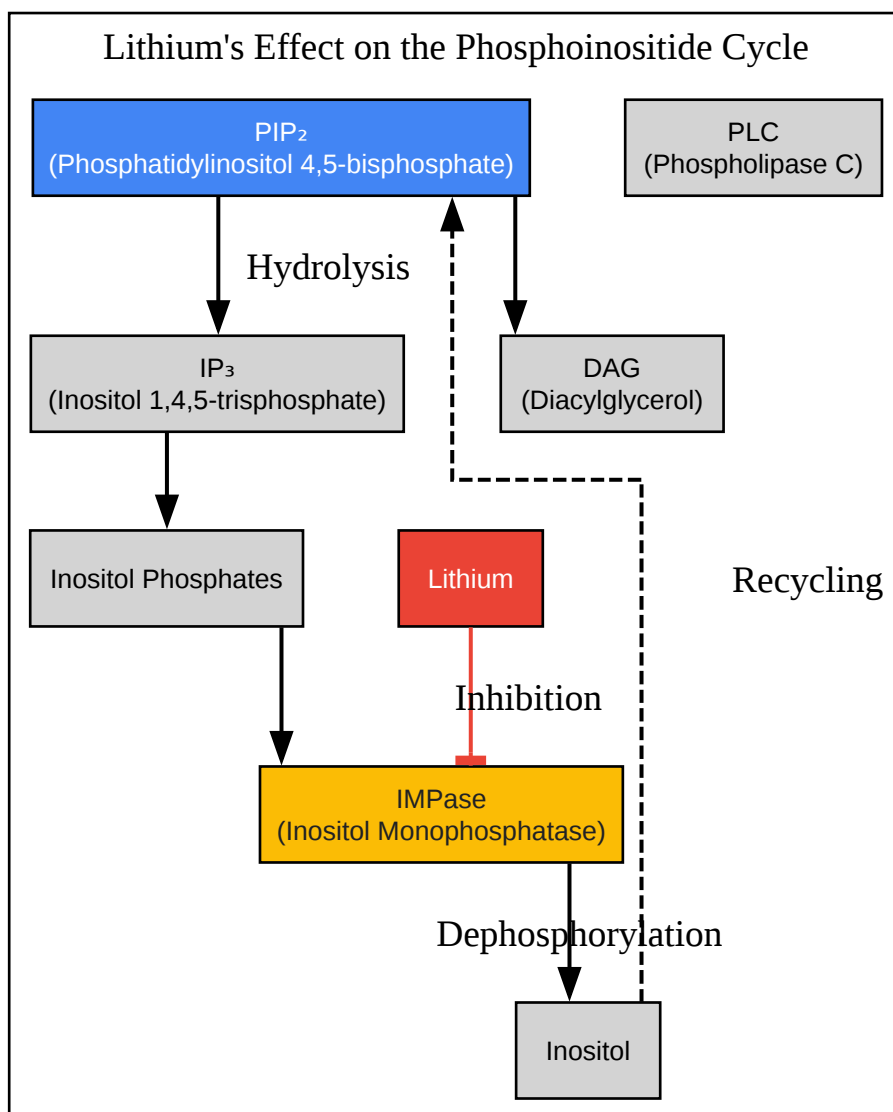 Lithium's Effect on the Phosphoinositide Cycle
PIP₂
(Phosphatidylinositol 4,5-bisphosphate)
PLC
(Phospholipase C)
Hydrolysis
IP₃
(Inositol 1,4,5-trisphosphate)
DAG
(Diacylglycerol)
Inositol Phosphates
Lithium
Recycling
Inhibition
IMPase
(Inositol Monophosphatase)
Dephosphorylation
Inositol